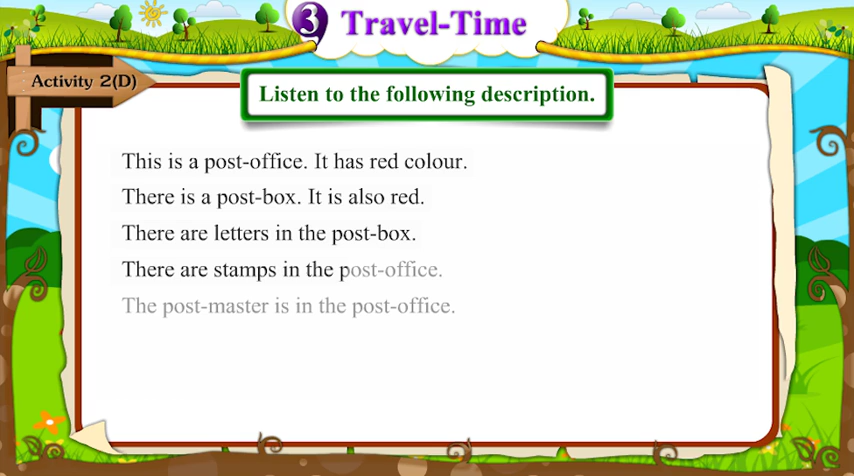 3 Travel-Time
Activity 2(D)
Listen to the following description.
This is a post-office. It has red colour.
There is a post-box. It is also red.
There are letters in the post-box.
There are stamps in the post-office.
The post-master is in the post-office.